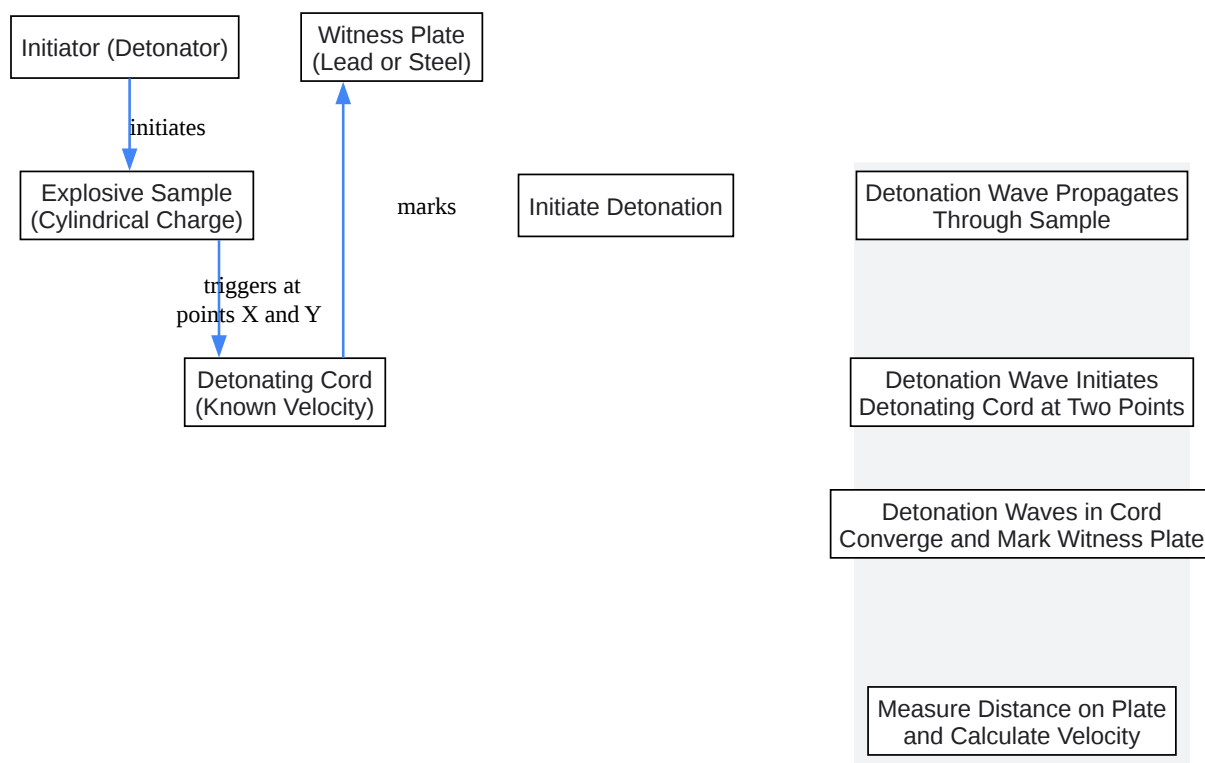 Initiator (Detonator)
Witness Plate
(Lead or Steel)
initiates
Explosive Sample
(Cylindrical Charge)
marks
Initiate Detonation
Detonation Wave Propagates
Through Sample
triggers at
points X and Y
Detonating Cord
(Known Velocity)
Detonation Wave Initiates
Detonating Cord at Two Points
Detonation Waves in Cord
Converge and Mark Witness Plate
Measure Distance on Plate
and Calculate Velocity